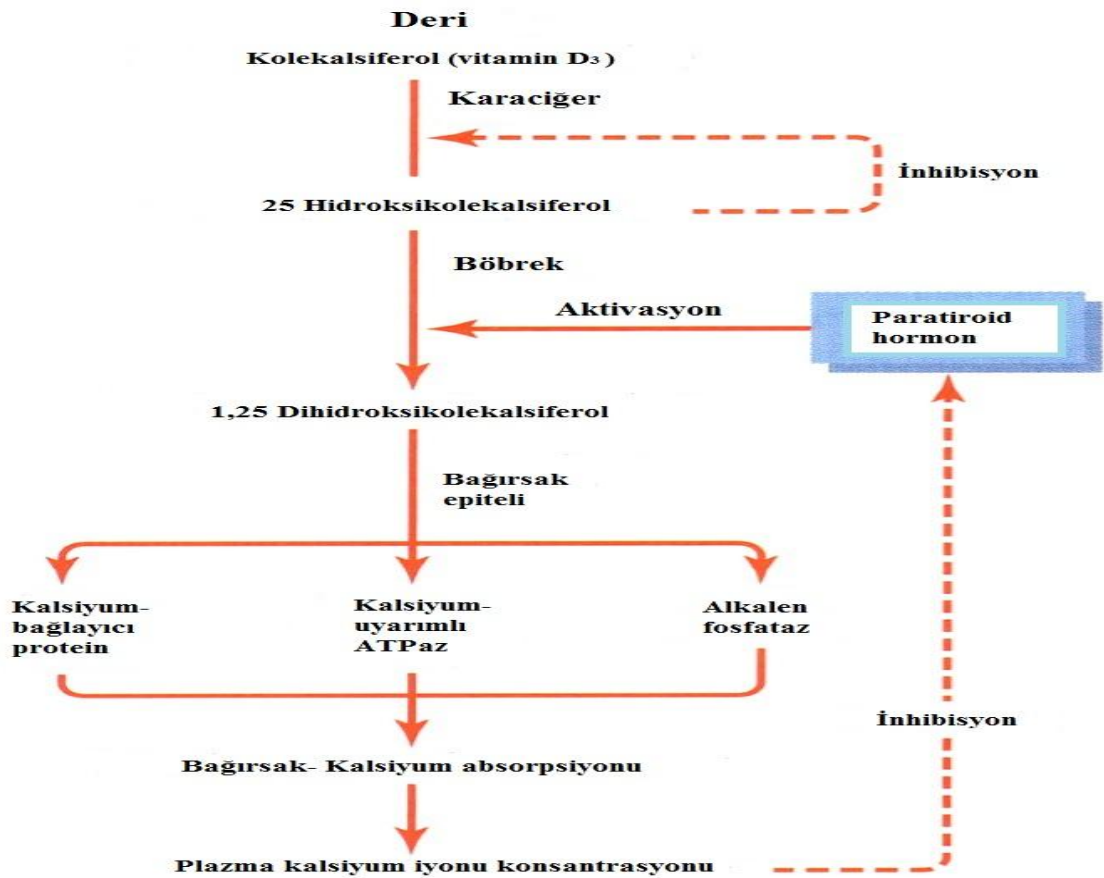 Deri
Kolekalsiferol (vitamin D₃ )
Karaciğer
İnhibisyon
25 Hidroksikolekalsiferol
Böbrek
Aktivasyon
Paratiroid
hormon
1,25 Dihidroksikolekalsiferol
Bağırsak
epiteli
Kalsiyum-
bağlayıcı
protein
Kalsiyum-
uyarımlı
ATPaz
Alkalen
fosfataz
İnhibisyon
Bağırsak- Kalsiyum absorpsiyonu
Plazma kalsiyum iyonu konsantrasyonu